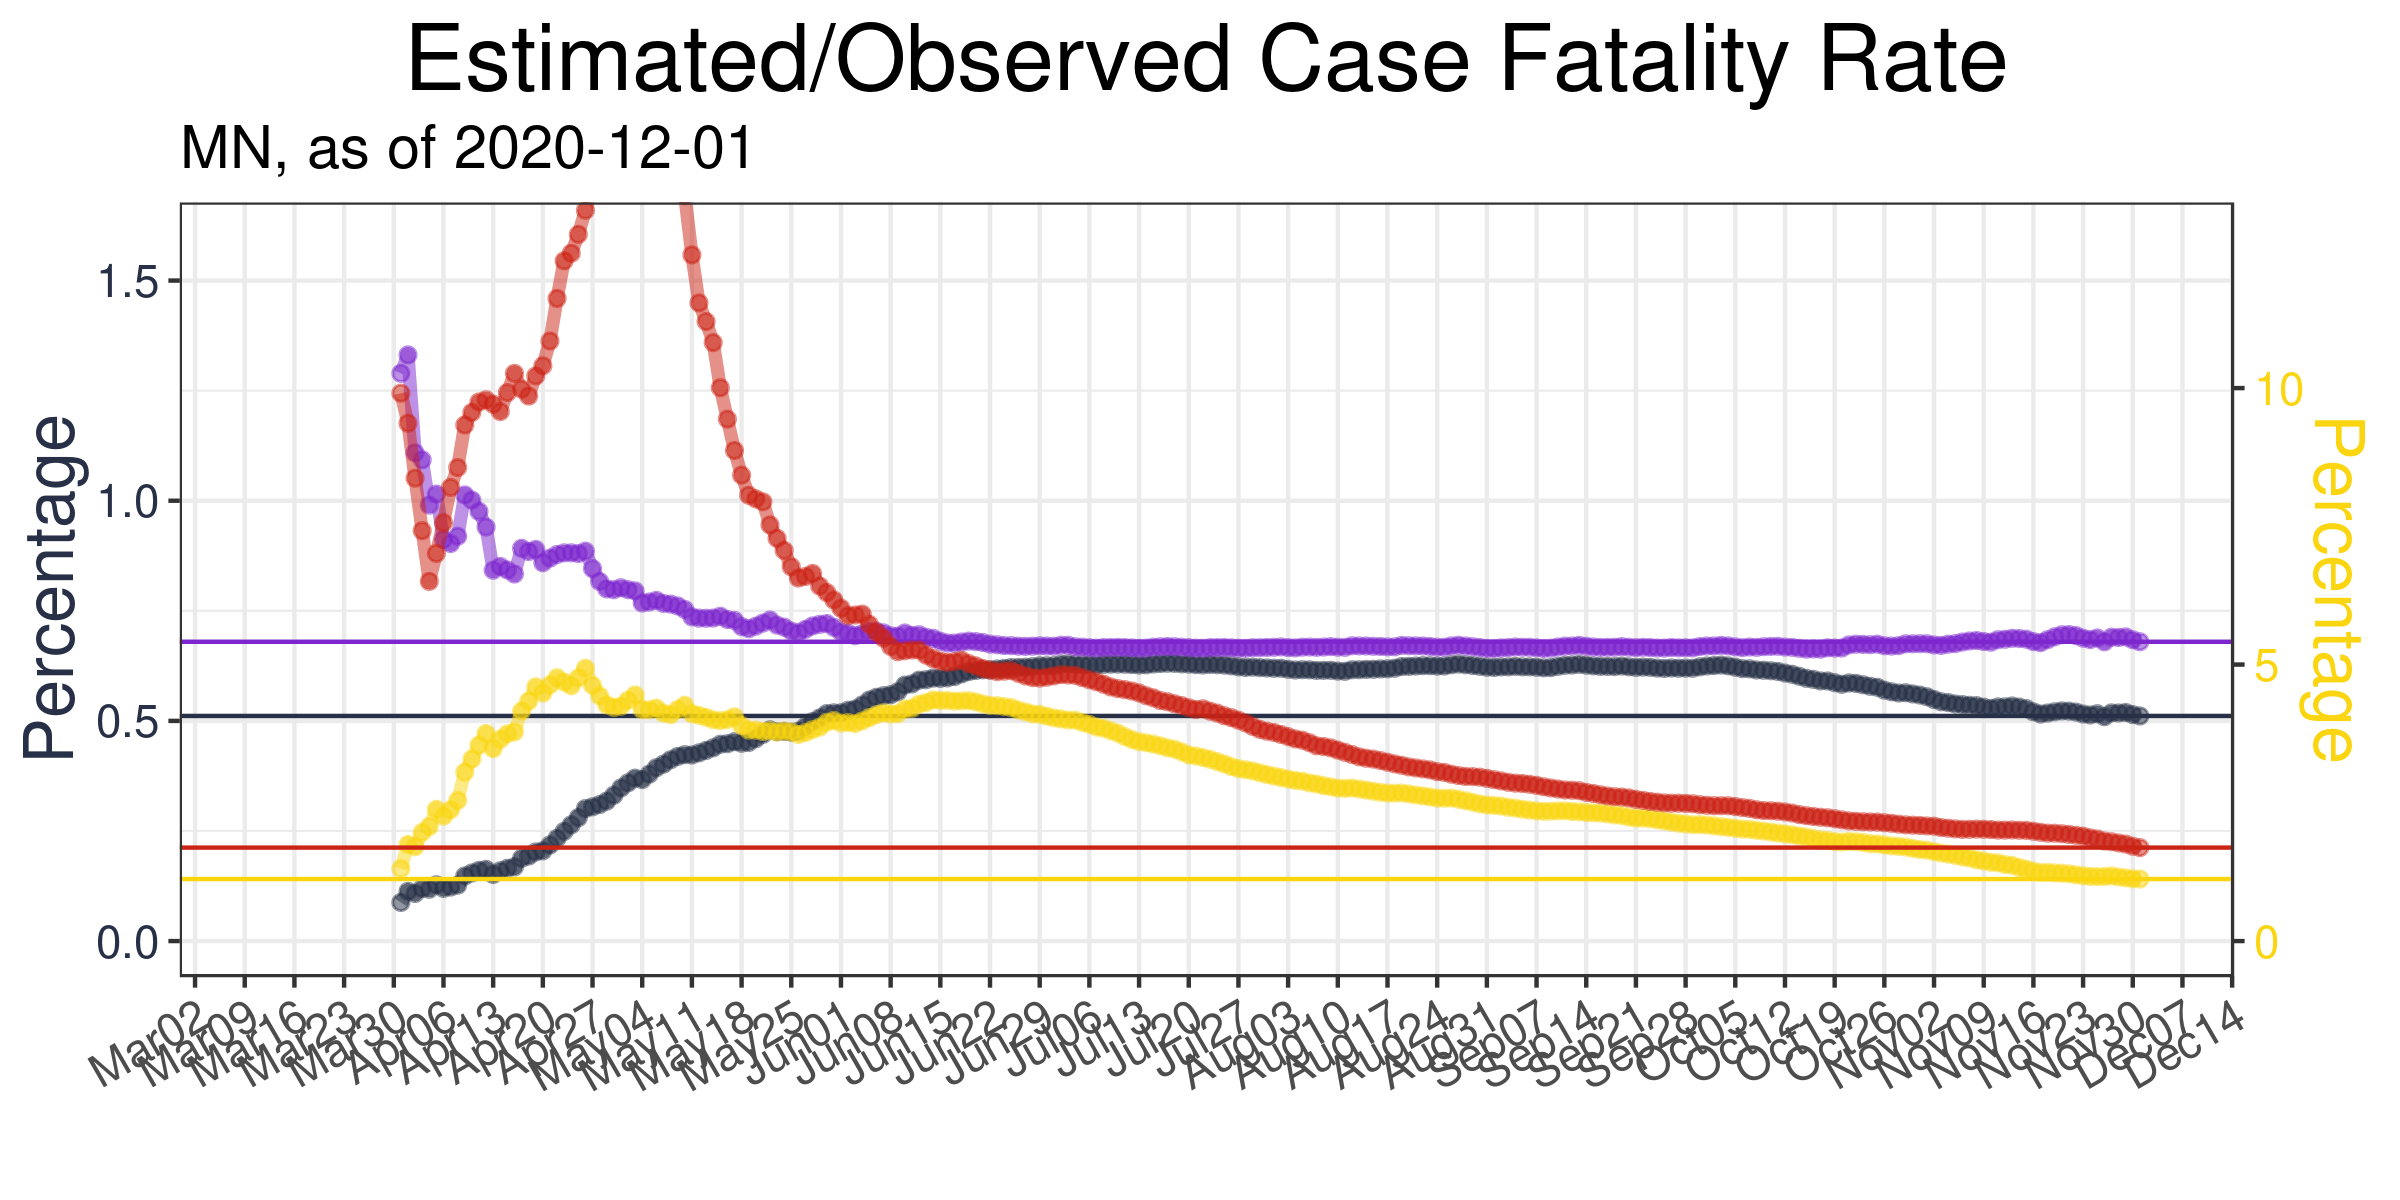 Estimated/Observed Case Fatality Rate
MN, as of 2020-12-01
Percentage
1.5
1.0
0.5
0.0
10
5
0
Percentage
Mar02
Mar09
Mar16
Mar23
Mar30
Apr06
Apr13
Apr20
Apr27
May04
May11
May18
May25
Jun01
Jun08
Jun15
Jun22
Jun29
Jul06
Jul13
Jul20
Jul27
Aug03
Aug10
Aug17
Aug24
Aug31
Sep07
Sep14
Sep21
Sep28
Oct05
Oct12
Oct19
Oct26
Nov02
Nov09
Nov16
Nov23
Nov30
Dec07
Dec14